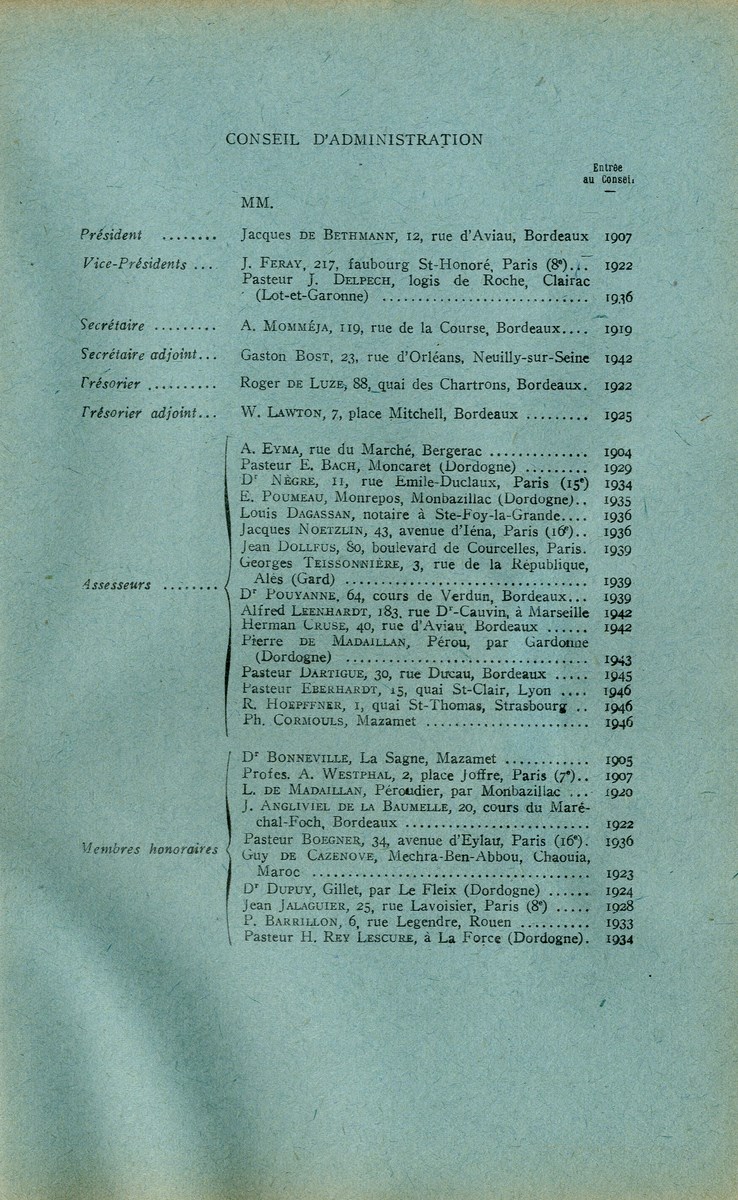 CONSEIL D'ADMINISTRATION
Entrée
au Conseil
MM.
Président ........ Jacques DE BETHMANN, 12, rue d'Aviau, Bordeaux 1907
Vice-Présidents ... J. FERAY, 217, faubourg St-Honoré, Paris (8e)... 1922
Pasteur J. DELPECH, logis de Roche, Clairac
(Lot-et-Garonne) ............................ 1936
Secrétaire ......... A. MOMMÉJA, 119, rue de la Course, Bordeaux.... 1919
Secrétaire adjoint... Gaston BOST, 23, rue d'Orléans, Neuilly-sur-Seine 1942
Trésorier .......... Roger DE LUZE, 88, quai des Chartrons, Bordeaux. 1922
Trésorier adjoint... W. LAWTON, 7, place Mitchell, Bordeaux ......... 1925
A. EYMA, rue du Marché, Bergerac .............. 1904
Pasteur E. BACH, Moncaret (Dordogne) ......... 1929
Dr NÈGRE, 11, rue Emile-Duclaux, Paris (15e) 1934
E. POUMEAU, Monrepos, Monbazillac (Dordogne).. 1935
Louis DAGASSAN, notaire à Ste-Foy-la-Grande.... 1936
Jacques NOETZLIN, 43, avenue d'Iéna, Paris (16e).. 1936
Jean DOLLFUS, 80, boulevard de Courcelles, Paris. 1939
Georges TEISSONNIÈRE, 3, rue de la République,
Assesseurs ........ Alès (Gard) ................................. 1939
Dr POUYANNE, 64, cours de Verdun, Bordeaux... 1939
Alfred LEENHARDT, 183, rue Dr-Cauvin, à Marseille 1942
Herman CRUSE, 40, rue d'Aviau, Bordeaux ...... 1942
Pierre DE MADAILLAN, Pérou, par Gardonne
(Dordogne) ................................. 1943
Pasteur DARTIGUE, 30, rue Ducau, Bordeaux ..... 1945
Pasteur EBERHARDT, 15, quai St-Clair, Lyon .... 1946
R. HOEPFFNER, 1, quai St-Thomas, Strasbourg .. 1946
Ph. CORMOULS, Mazamet ....................... 1946
Dr BONNEVILLE, La Sagne, Mazamet ............ 1905
Profes. A. WESTPHAL, 2, place Joffre, Paris (7e).. 1907
L. DE MADAILLAN, Péroudier, par Monbazillac ... 1920
J. ANGLIVIEL DE LA BAUMELLE, 20, cours du Maré-
chal-Foch, Bordeaux .......................... 1922
Membres honoraires Pasteur BOEGNER, 34, avenue d'Eylau, Paris (16e). 1936
Guy DE CAZENOVE, Mechra-Ben-Abbou, Chaouia,
Maroc ...................................... 1923
Dr DUPUY, Gillet, par Le Fleix (Dordogne) ...... 1924
Jean JALAGUIER, 25, rue Lavoisier, Paris (8e) ..... 1928
P. BARRILLON, 6, rue Legendre, Rouen .......... 1933
Pasteur H. REY LESCURE, à La Force (Dordogne). 1934